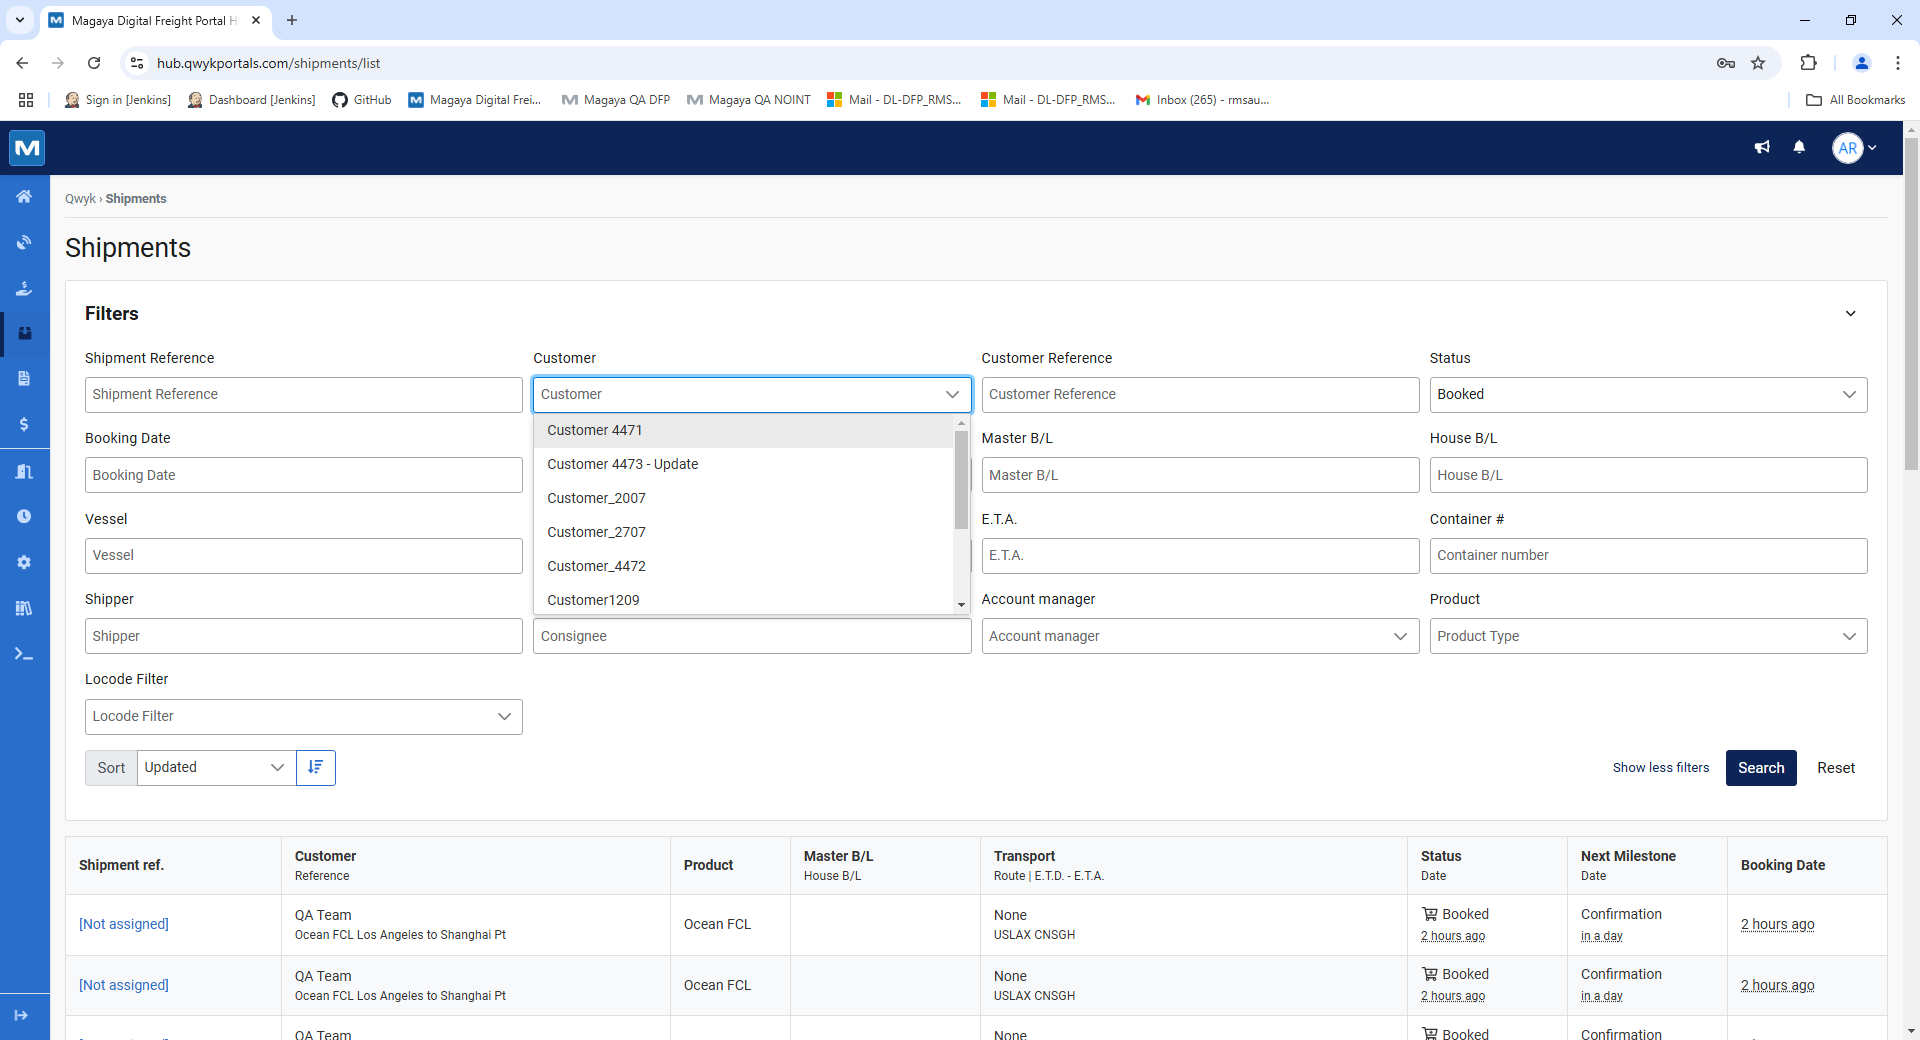 Magaya Digital Freight Portal H
hub.qwykportals.com/shipments/list
Sign in [Jenkins]
Dashboard [Jenkins]
GitHub
Magaya Digital Frei...
Magaya QA DFP
Magaya QA NOINT
Mail - DL-DFP_RMS...
Mail - DL-DFP_RMS...
Inbox (265) - rmsau...
All Bookmarks
AR
Qwyk › Shipments
Shipments
Filters
Shipment Reference
Customer
Customer Reference
Status
Shipment Reference
Customer
Customer Reference
Booked
Customer 4471
Customer 4473 - Update
Customer_2007
Customer_2707
Customer_4472
Customer1209
Booking Date
Master B/L
House B/L
Booking Date
Master B/L
House B/L
Vessel
E.T.A.
Container #
Vessel
E.T.A.
Container number
Shipper
Account manager
Product
Shipper
Consignee
Account manager
Product Type
Locode Filter
Locode Filter
Sort
Updated
Show less filters
Search
Reset
Shipment ref.
Customer
Reference
Product
Master B/L
House B/L
Transport
Route | E.T.D. - E.T.A.
Status
Date
Next Milestone
Date
Booking Date
[Not assigned]
QA Team
Ocean FCL Los Angeles to Shanghai Pt
Ocean FCL
None
USLAX CNSGH
Booked
2 hours ago
Confirmation
in a day
2 hours ago
[Not assigned]
QA Team
Ocean FCL Los Angeles to Shanghai Pt
Ocean FCL
None
USLAX CNSGH
Booked
2 hours ago
Confirmation
in a day
2 hours ago
QA Team
None
Booked
Confirmation